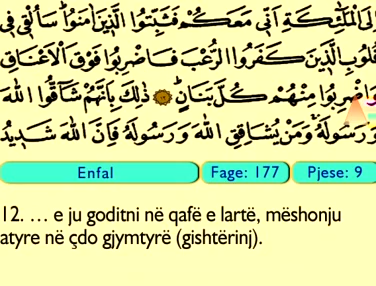 إِلَى الْمَلٰٓئِكَةِ اَنّ۪ي مَعَكُمْ فَثَبِّتُوا الَّذ۪ينَ اٰمَنُواۜ سَاُلْق۪ي ف۪ي
قُلُوبِ الَّذ۪ينَ كَفَرُوا الرُّعْبَ فَاضْرِبُوا فَوْقَ الْاَعْنَاقِ
وَاضْرِبُوا مِنْهُمْ كُلَّ بَنَانٍۜ ذٰلِكَ بِاَنَّهُمْ شَٓاقُّوا اللّٰهَ
وَرَسُولَهُۚ وَمَنْ يُشَاقِقِ اللّٰهَ وَرَسُولَهُ فَاِنَّ اللّٰهَ شَد۪يدُ
Enfal Fage: 177 Pjese: 9
12. ... e ju goditni në qafë e lartë, mëshonju
atyre në çdo gjymtyrë (gishtërinj).